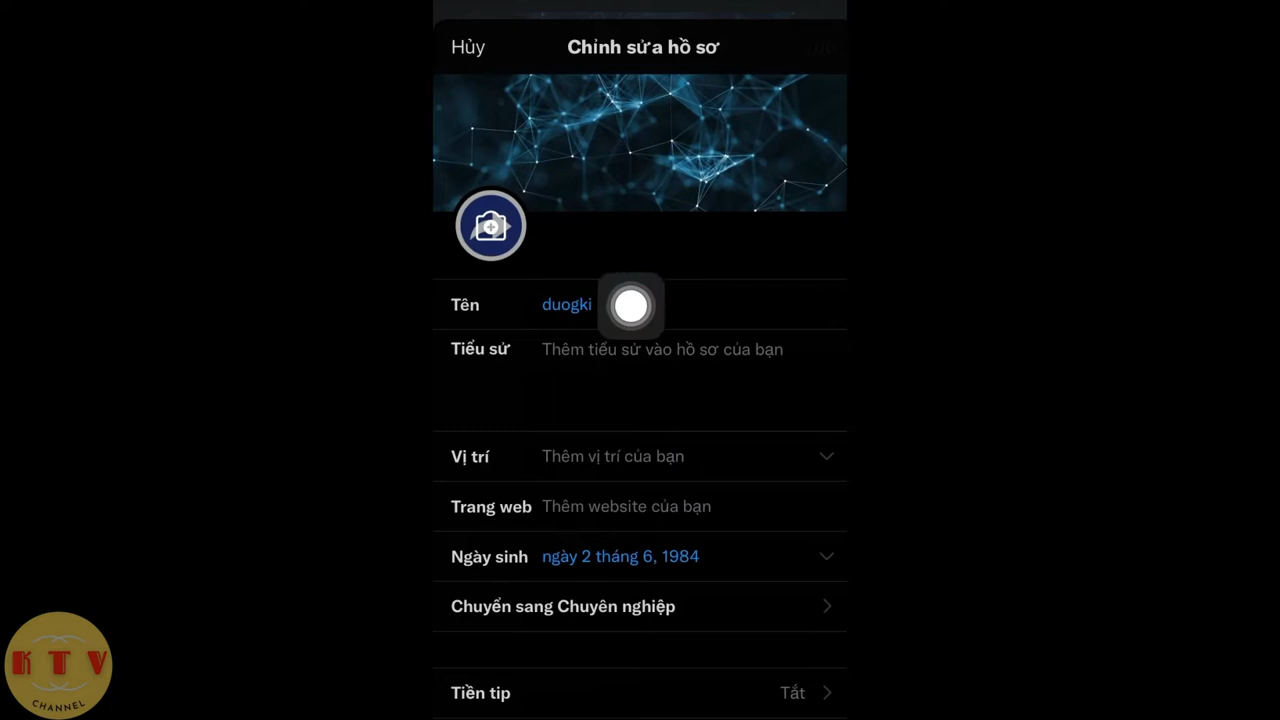 Hủy
Chỉnh sửa hồ sơ
Tên duogki
Tiểu sử Thêm tiểu sử vào hồ sơ của bạn
Vị trí Thêm vị trí của bạn
Trang web Thêm website của bạn
Ngày sinh ngày 2 tháng 6, 1984
Chuyển sang Chuyên nghiệp
Tiền tip Tắt
KTV
CHANNEL